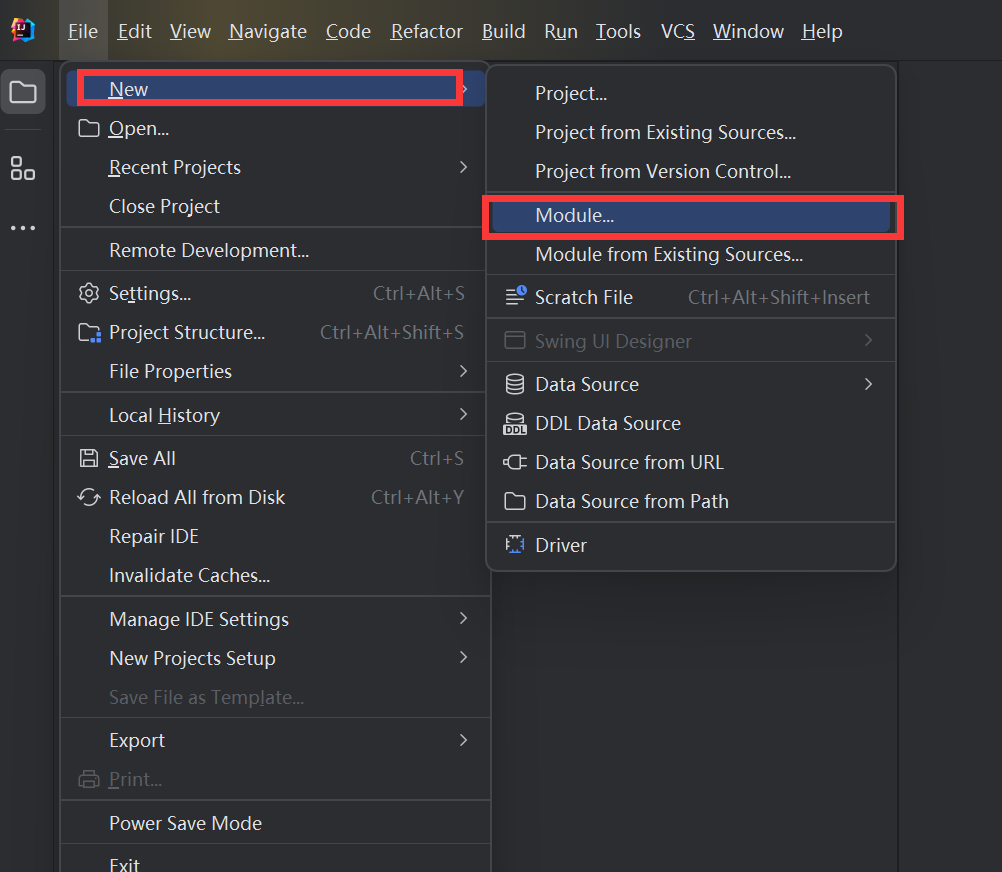 File Edit View Navigate Code Refactor Build Run Tools VCS Window Help
New
Open...
Recent Projects
Close Project
Remote Development...
Settings... Ctrl+Alt+S
Project Structure... Ctrl+Alt+Shift+S
File Properties
Local History
Save All Ctrl+S
Reload All from Disk Ctrl+Alt+Y
Repair IDE
Invalidate Caches...
Manage IDE Settings
New Projects Setup
Save File as Template...
Export
Print...
Power Save Mode
Exit
Project...
Project from Existing Sources...
Project from Version Control...
Module...
Module from Existing Sources...
Scratch File Ctrl+Alt+Shift+Insert
Swing UI Designer
Data Source
DDL Data Source
Data Source from URL
Data Source from Path
Driver